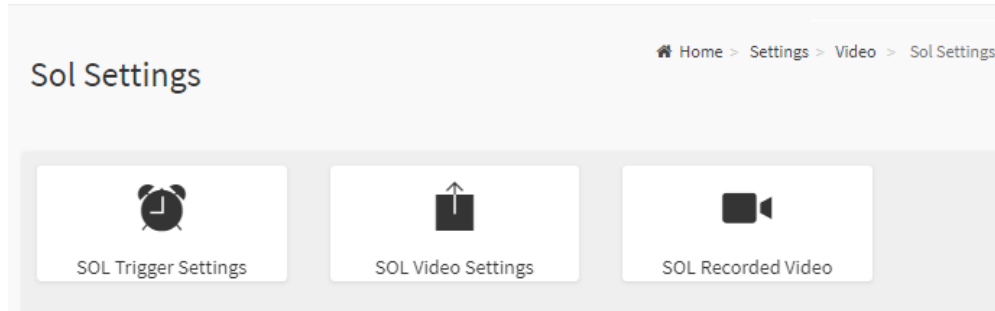 Home > Settings > Video > Sol Settings
Sol Settings
SOL Trigger Settings
SOL Video Settings
SOL Recorded Video